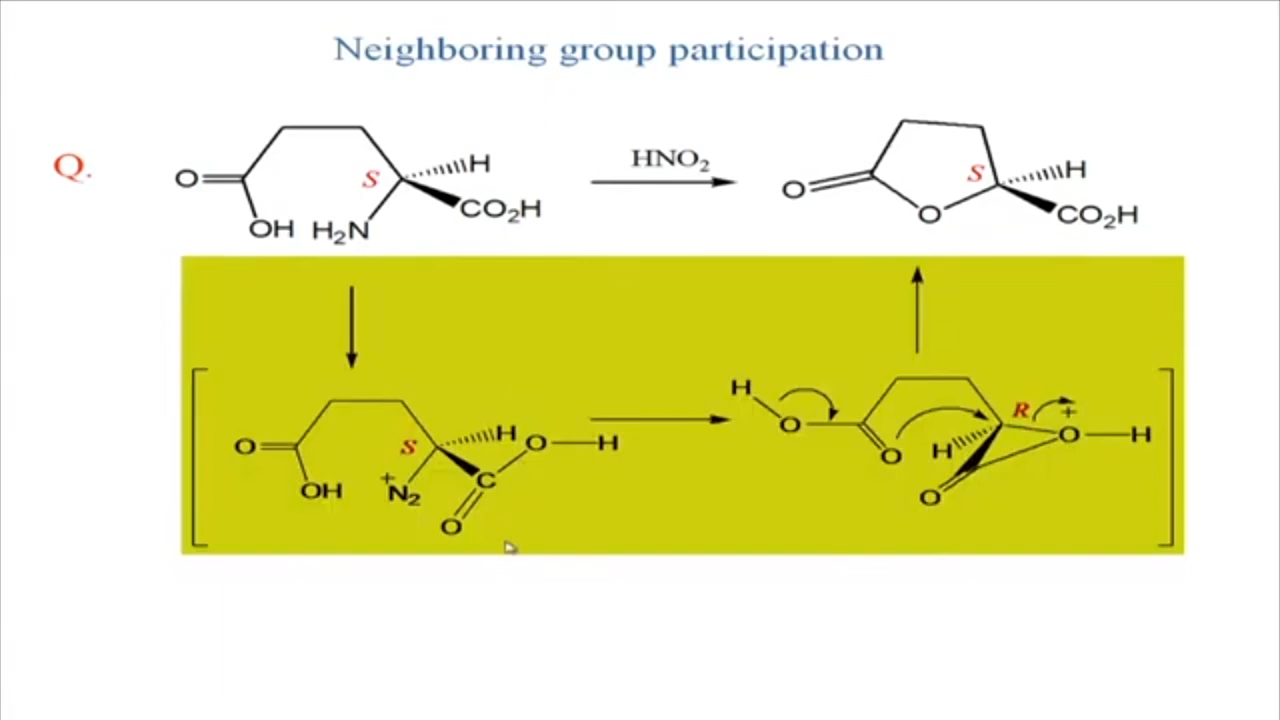 Neighboring group participation
Q.
O OH H₂N S H CO₂H
HNO₂
O O S H CO₂H
O OH S + N₂ H C O O H
H O O R H O + O H